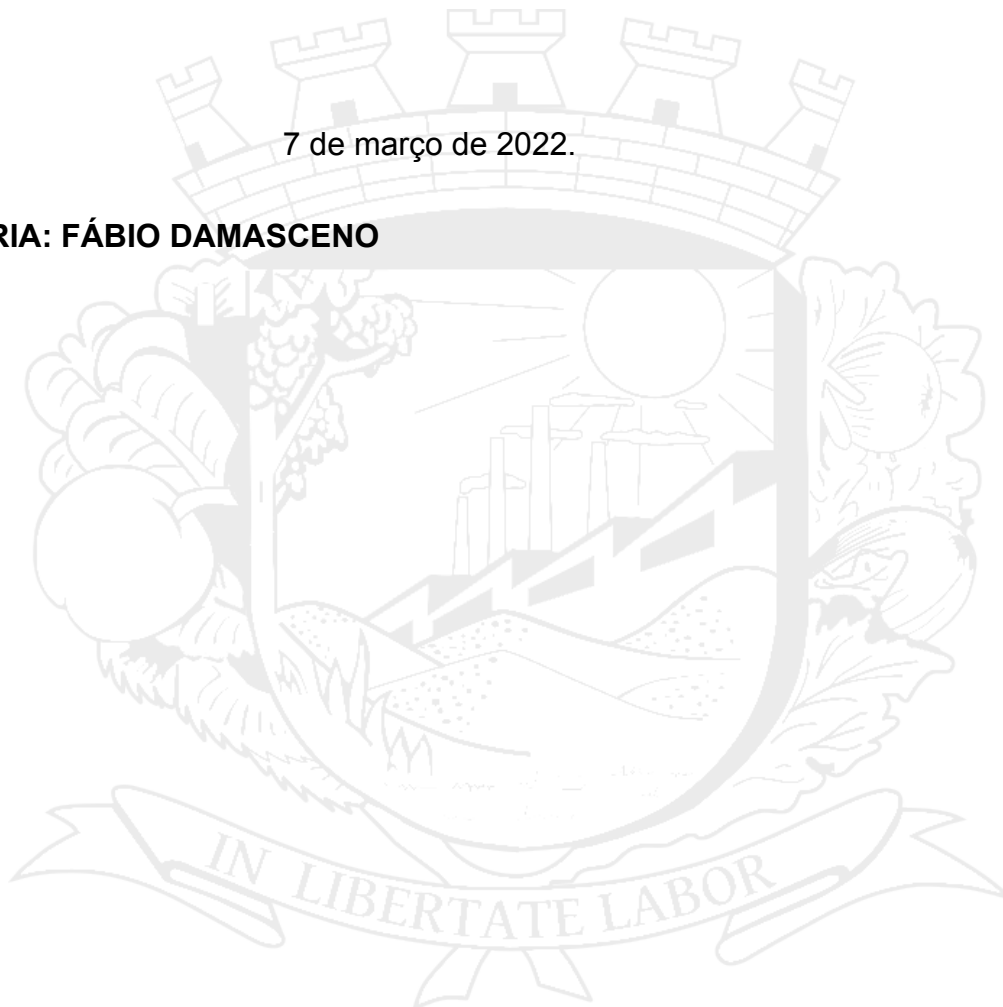 7 de março de 2022.
RIA: FÁBIO DAMASCENO
IN LIBERTATE LABOR